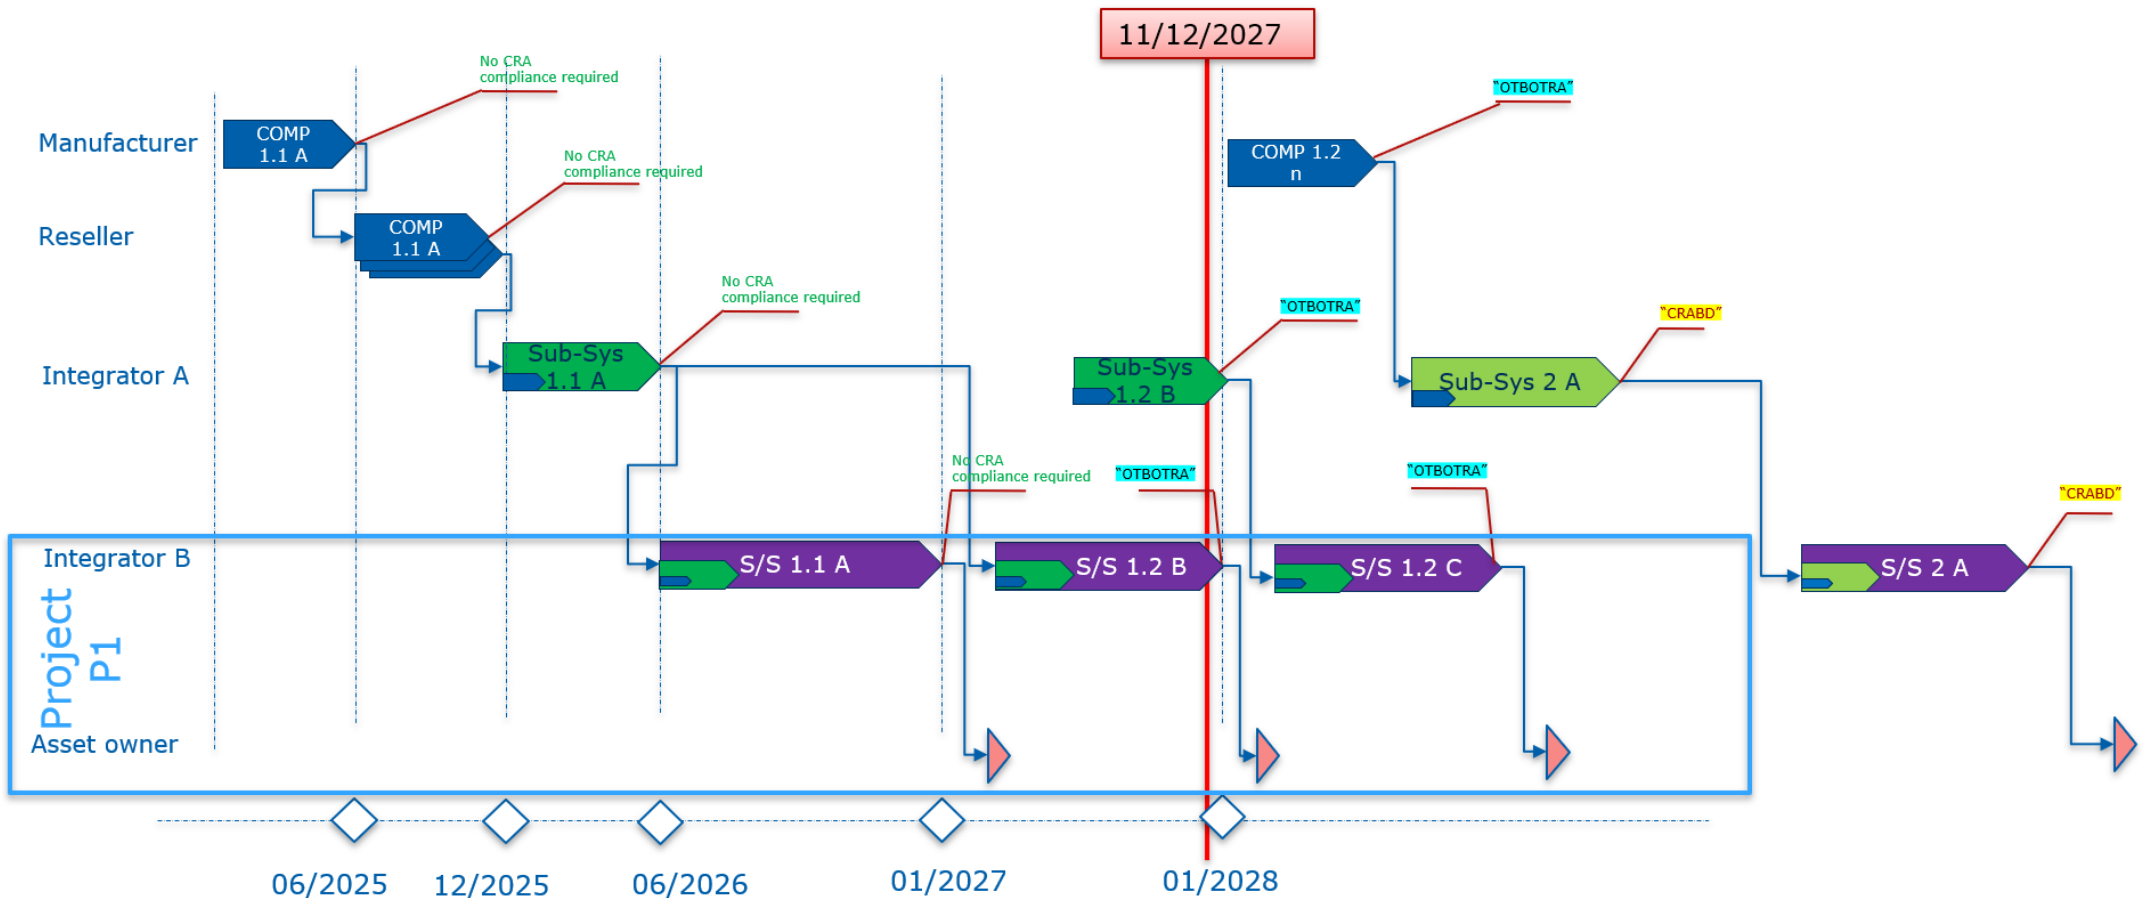 11/12/2027
No CRA
compliance required
"OTBOTRA"
Manufacturer
COMP
1.1 A
COMP 1.2
n
No CRA
compliance required
Reseller
COMP
1.1 A
No CRA
compliance required
"OTBOTRA"
"CRABD"
Integrator A
Sub-Sys
1.1 A
Sub-Sys
1.2 B
Sub-Sys 2 A
No CRA
compliance required
"OTBOTRA"
"OTBOTRA"
"CRABD"
Integrator B
S/S 1.1 A
S/S 1.2 B
S/S 1.2 C
S/S 2 A
Project
P1
Asset owner
06/2025
12/2025
06/2026
01/2027
01/2028